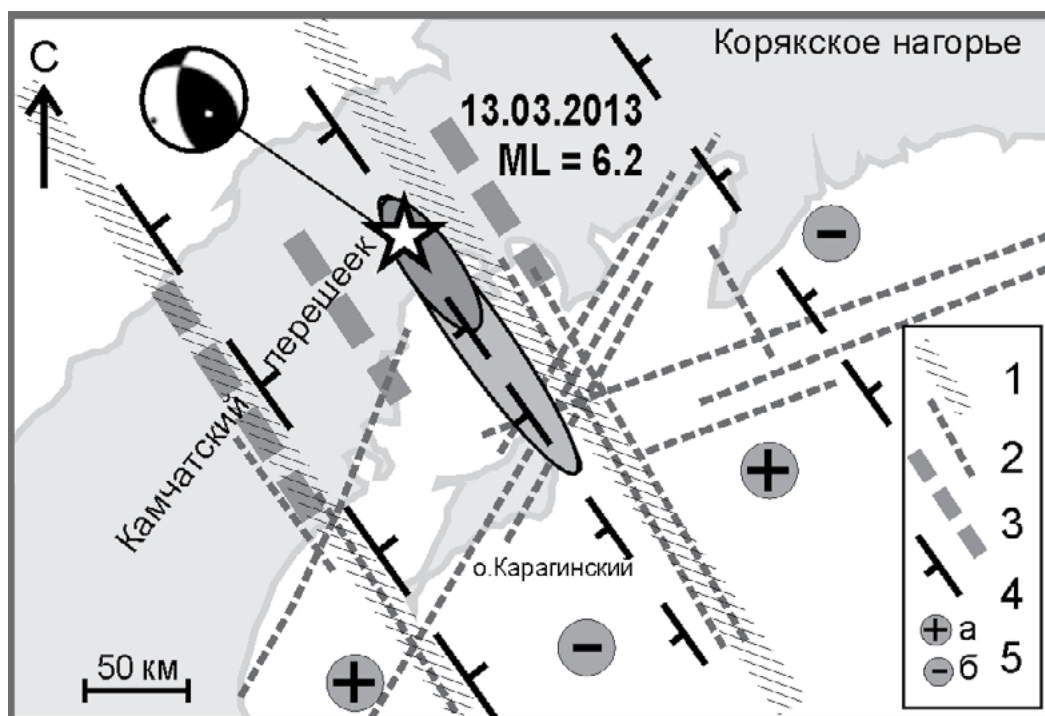 С
Корякское нагорье
13.03.2013
ML = 6.2
Камчатский перешеек
о.Карагинский
50 км
1
2
3
4
+ а
- б
5
+
-
+
-